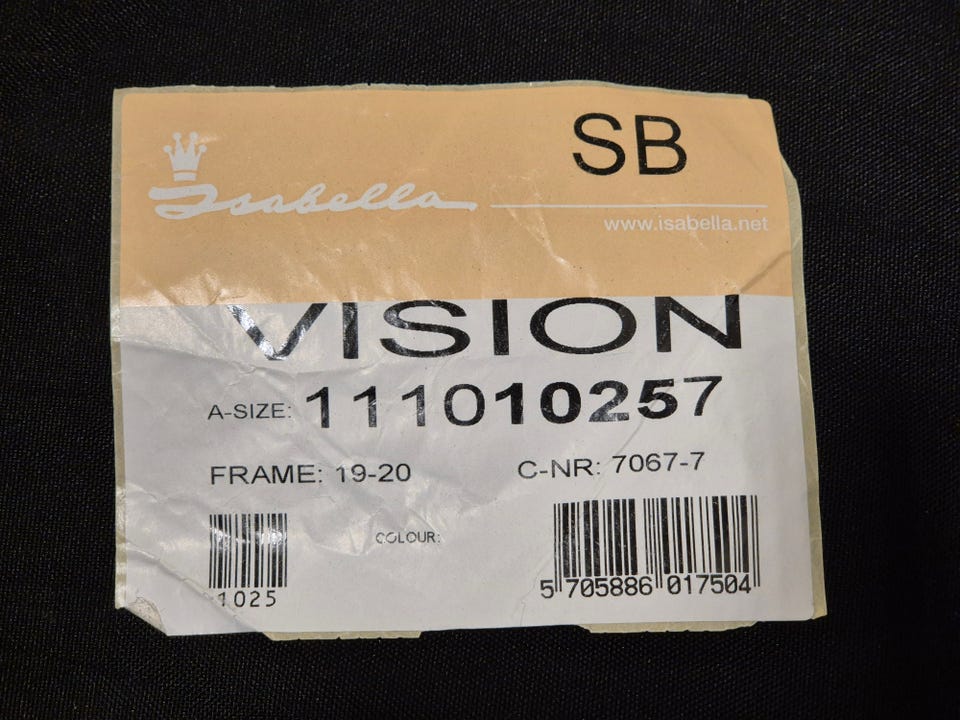 SB
Isabella
www.isabella.net
VISION
A-SIZE: 111010257
FRAME: 19-20 C-NR: 7067-7
COLOUR:
1025
5 705886 017504